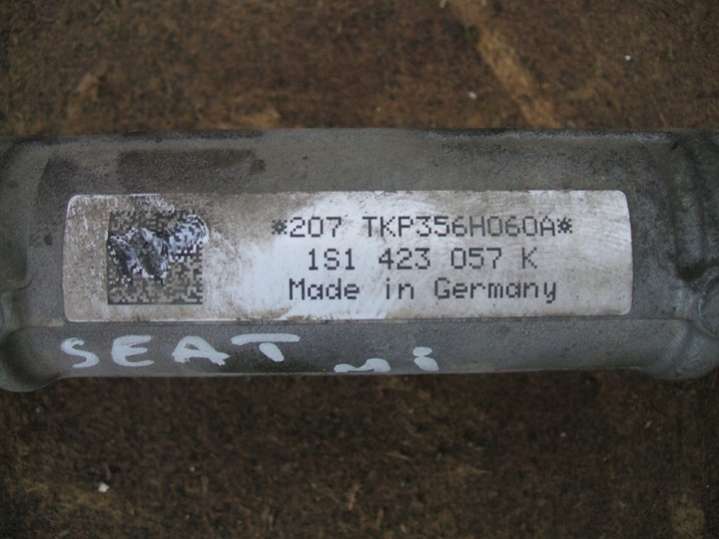 *207 TKP356H060A*
1S1 423 057 K
Made in Germany
SEAT